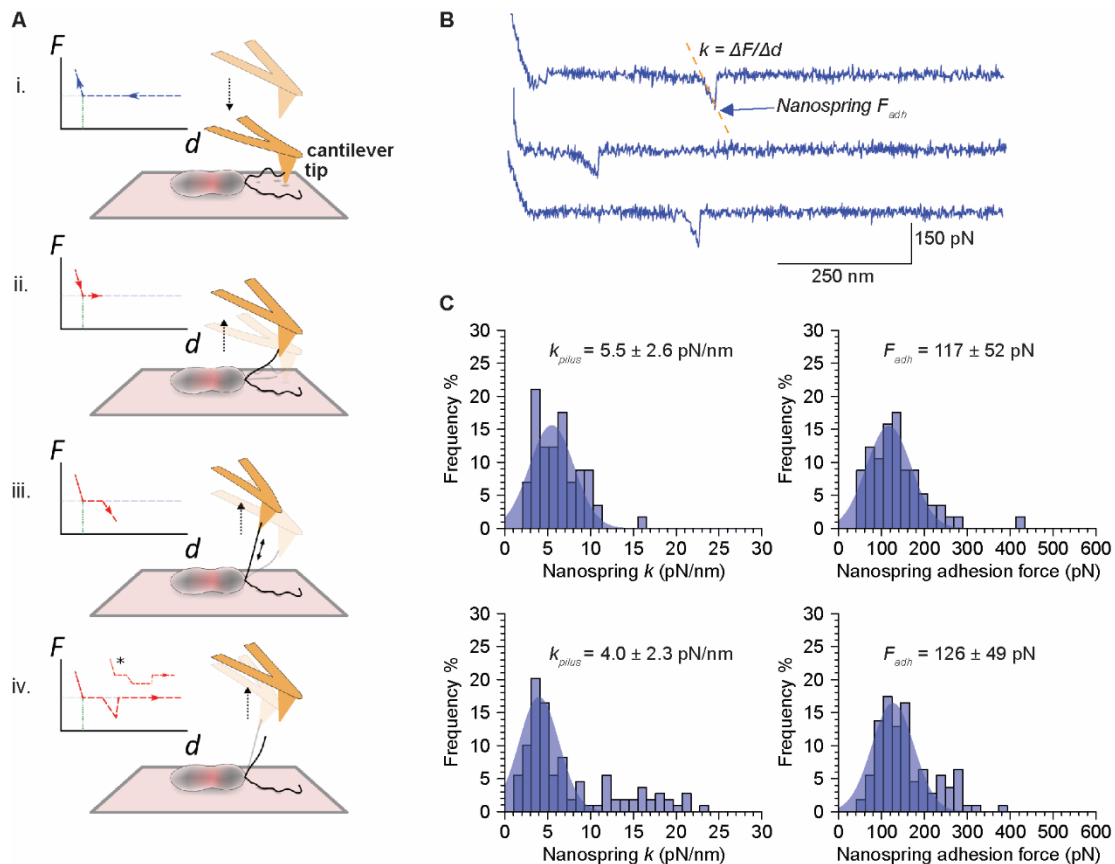 A
F
i.
d
cantilever
tip
F
ii.
d
F
iii.
d
F
*
iv.
d
B
k = ΔF/Δd
Nanospring F_adh
150 pN
250 nm
C
30
25
20
15
10
5
0
Frequency %
k_pilus = 5.5 ± 2.6 pN/nm
0 5 10 15 20 25 30
Nanospring k (pN/nm)
30
25
20
15
10
5
0
Frequency %
F_adh = 117 ± 52 pN
0 100 200 300 400 600
Nanospring adhesion force (pN)
30
25
20
15
10
5
0
Frequency %
k_pilus = 4.0 ± 2.3 pN/nm
0 5 10 15 20 25 30
Nanospring k (pN/nm)
30
25
20
15
10
5
0
Frequency %
F_adh = 126 ± 49 pN
0 100 200 300 400 600
Nanospring adhesion force (pN)